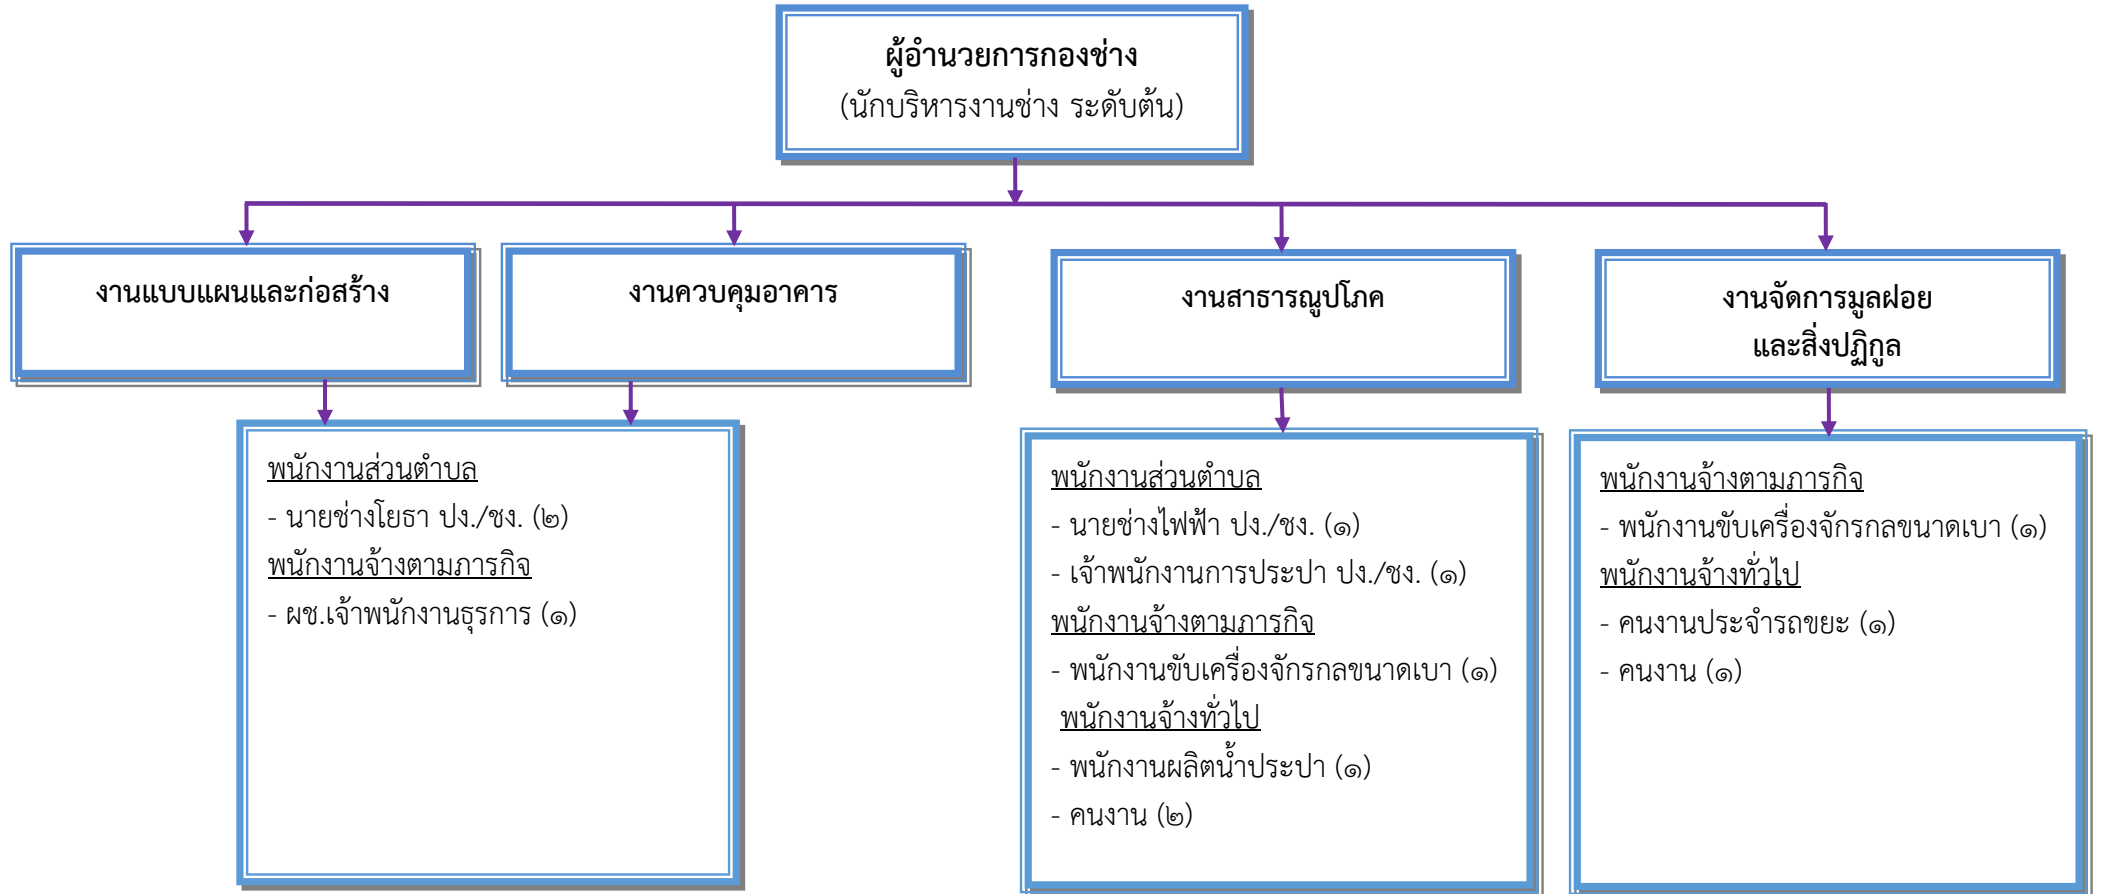 ผู้อำนวยการกองช่าง
(นักบริหารงานช่าง ระดับต้น)
งานแบบแผนและก่อสร้าง
งานควบคุมอาคาร
งานสาธารณูปโภค
งานจัดการมูลฝอย
และสิ่งปฏิกูล
พนักงานส่วนตำบล
- นายช่างโยธา ปง./ชง. (๒)
พนักงานจ้างตามภารกิจ
- ผช.เจ้าพนักงานธุรการ (๑)
พนักงานส่วนตำบล
- นายช่างไฟฟ้า ปง./ชง. (๑)
- เจ้าพนักงานการประปา ปง./ชง. (๑)
พนักงานจ้างตามภารกิจ
- พนักงานขับเครื่องจักรกลขนาดเบา (๑)
พนักงานจ้างทั่วไป
- พนักงานผลิตน้ำประปา (๑)
- คนงาน (๒)
พนักงานจ้างตามภารกิจ
- พนักงานขับเครื่องจักรกลขนาดเบา (๑)
พนักงานจ้างทั่วไป
- คนงานประจำรถขยะ (๑)
- คนงาน (๑)